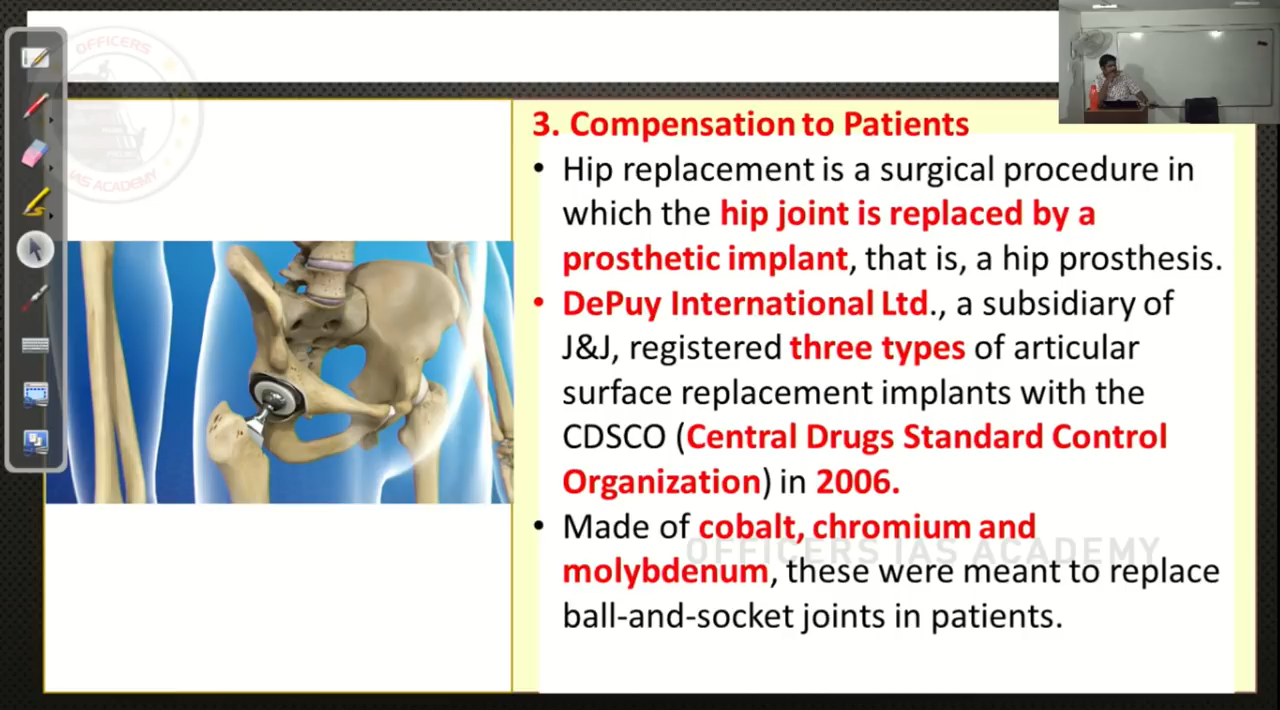 OFFICERS
IAS ACADEMY
3. Compensation to Patients
• Hip replacement is a surgical procedure in
which the hip joint is replaced by a
prosthetic implant, that is, a hip prosthesis.
• DePuy International Ltd., a subsidiary of
J&J, registered three types of articular
surface replacement implants with the
CDSCO (Central Drugs Standard Control
Organization) in 2006.
• Made of cobalt, chromium and
OFFICERS IAS ACADEMY
molybdenum, these were meant to replace
ball-and-socket joints in patients.